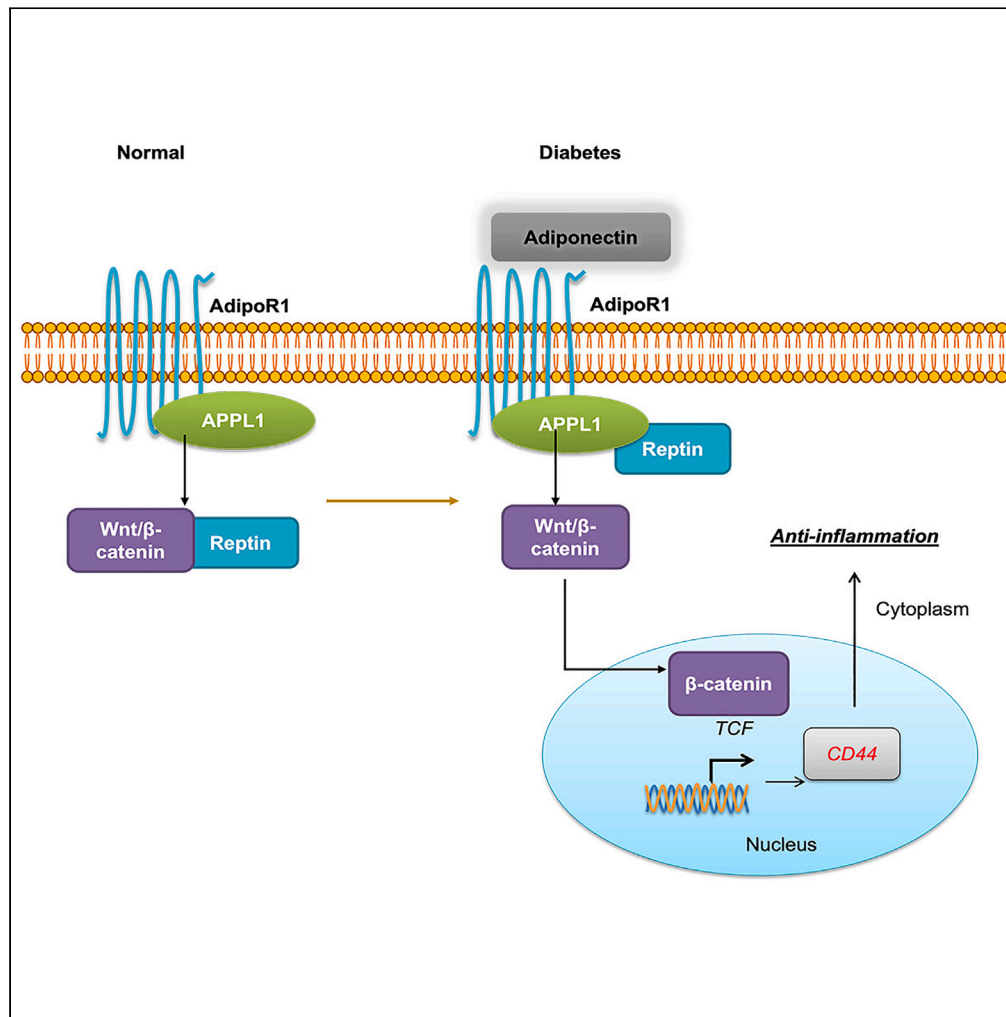 Normal
Diabetes
Adiponectin
AdipoR1
AdipoR1
APPL1
APPL1
Reptin
Wnt/β-
catenin
Reptin
Wnt/β-
catenin
Anti-inflammation
Cytoplasm
β-catenin
TCF
CD44
Nucleus